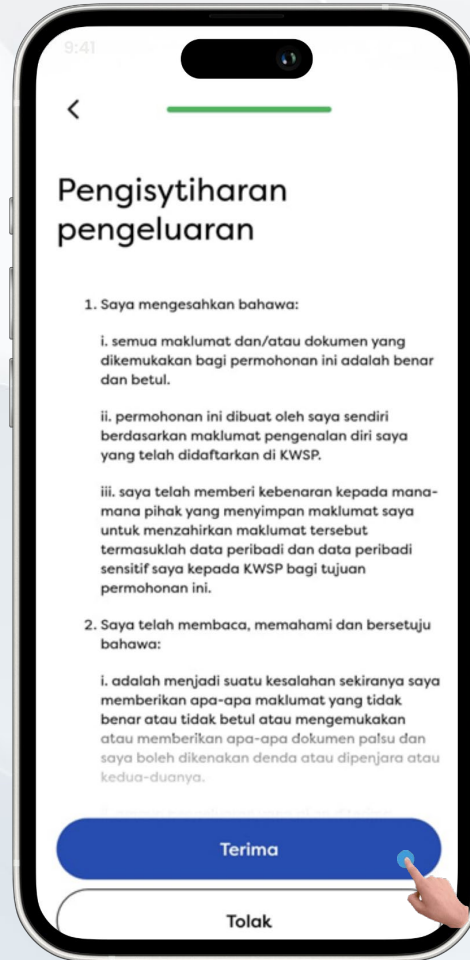 9:41
Pengisytiharan
pengeluaran
1. Saya mengesahkan bahawa:
i. semua maklumat dan/atau dokumen yang
dikemukakan bagi permohonan ini adalah benar
dan betul.
ii. permohonan ini dibuat oleh saya sendiri
berdasarkan maklumat pengenalan diri saya
yang telah didaftarkan di KWSP.
iii. saya telah memberi kebenaran kepada mana-
mana pihak yang menyimpan maklumat saya
untuk menzahirkan maklumat tersebut
termasuklah data peribadi dan data peribadi
sensitif saya kepada KWSP bagi tujuan
permohonan ini.
2. Saya telah membaca, memahami dan bersetuju
bahawa:
i. adalah menjadi suatu kesalahan sekiranya saya
memberikan apa-apa maklumat yang tidak
benar atau tidak betul atau mengemukakan
atau memberikan apa-apa dokumen palsu dan
saya boleh dikenakan denda atau dipenjara atau
kedua-duanya.
Terima
Tolak